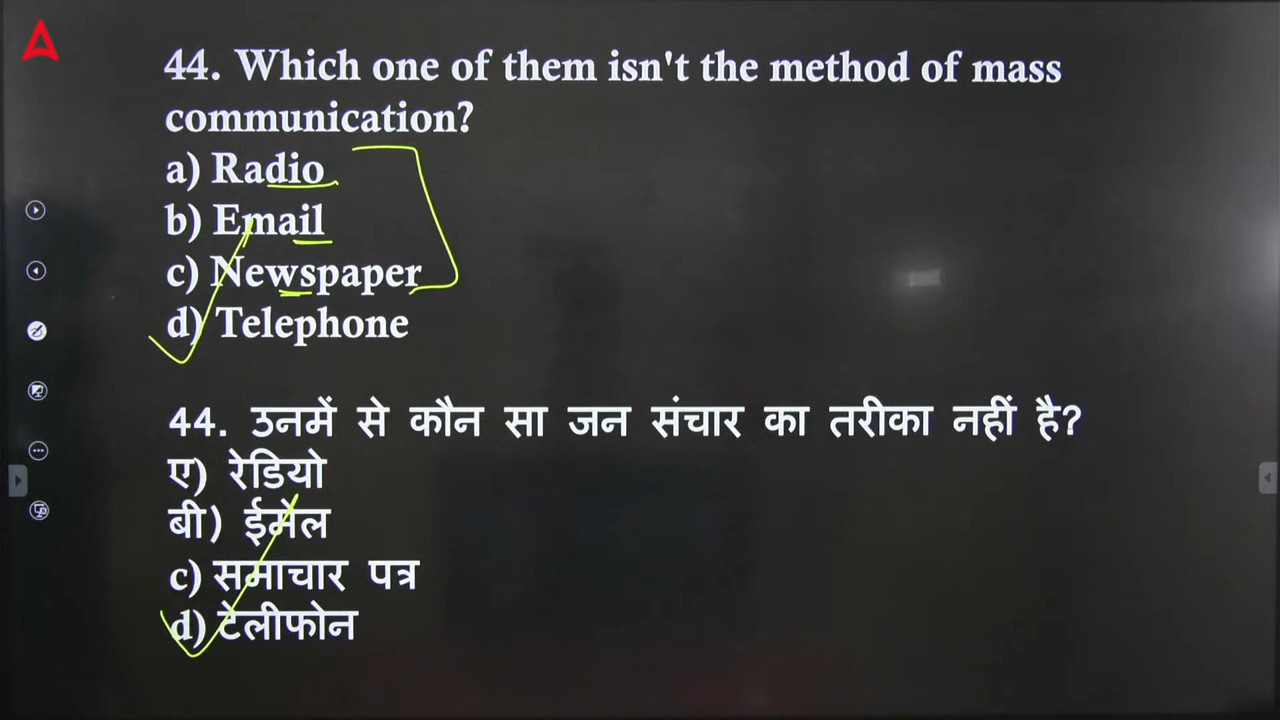 44. Which one of them isn't the method of mass
communication?
a) Radio
b) Email
c) Newspaper
d) Telephone
44. उनमें से कौन सा जन संचार का तरीका नहीं है?
ए) रेडियो
बी) ईमेल
c) समाचार पत्र
d) टेलीफोन